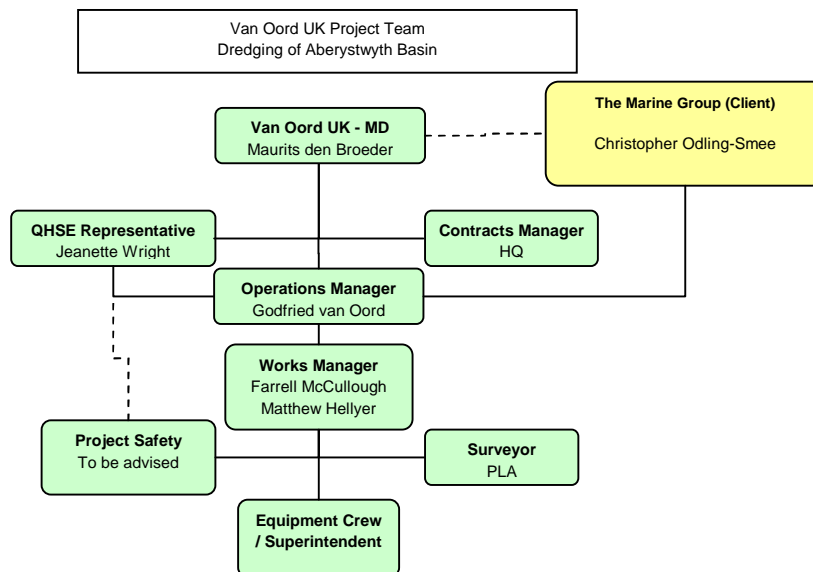 Van Oord UK Project Team
Dredging of Aberystwyth Basin
The Marine Group (Client)
Christopher Odling-Smee
Van Oord UK - MD
Maurits den Broeder
QHSE Representative
Jeanette Wright
Contracts Manager
HQ
Operations Manager
Godfried van Oord
Works Manager
Farrell McCullough
Matthew Hellyer
Project Safety
To be advised
Surveyor
PLA
Equipment Crew
/ Superintendent